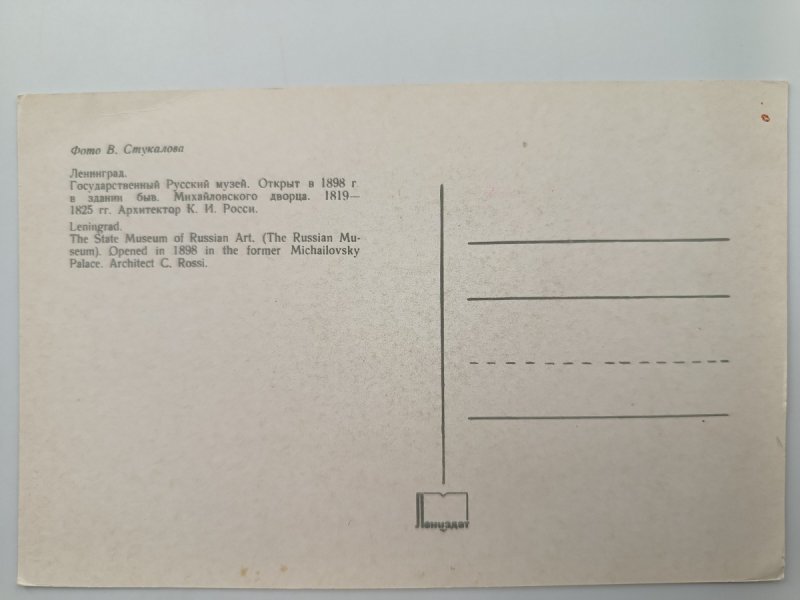 Фото В. Стукалова
Ленинград.
Государственный Русский музей. Открыт в 1898 г
в здании быв. Михайловского дворца. 1819—
1825 гг. Архитектор К. И. Росси.
Leningrad.
The State Museum of Russian Art. (The Russian Mu-
seum). Opened in 1898 in the former Michailovsky
Palace. Architect C. Rossi.
Лениздат